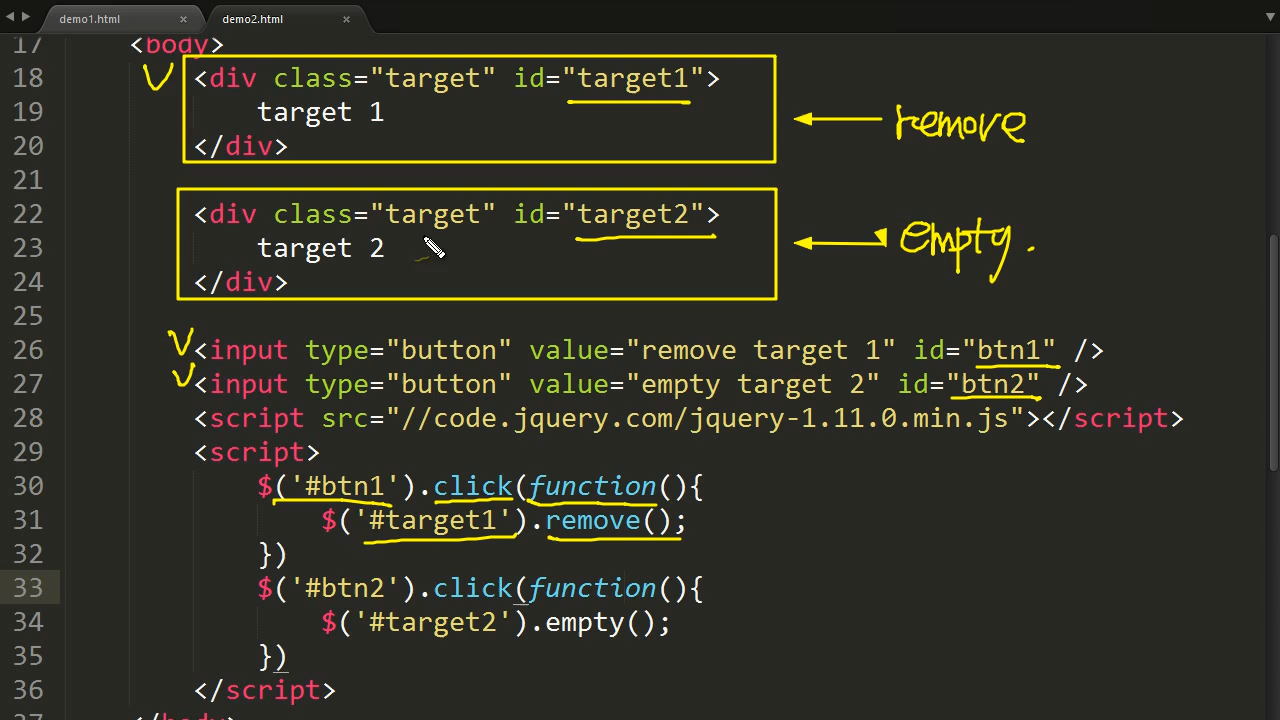 demo1.html × demo2.html ×
17 <body>
18 <div class="target" id="target1">
19 target 1
remove
20 </div>
21
22 <div class="target" id="target2">
23 target 2
empty.
24 </div>
25
26 <input type="button" value="remove target 1" id="btn1" />
27 <input type="button" value="empty target 2" id="btn2" />
28 <script src="//code.jquery.com/jquery-1.11.0.min.js"></script>
29 <script>
30 $('#btn1').click(function(){
31 $('#target1').remove();
32 })
33 $('#btn2').click(function(){
34 $('#target2').empty();
35 })
36 </script>
37 </body>